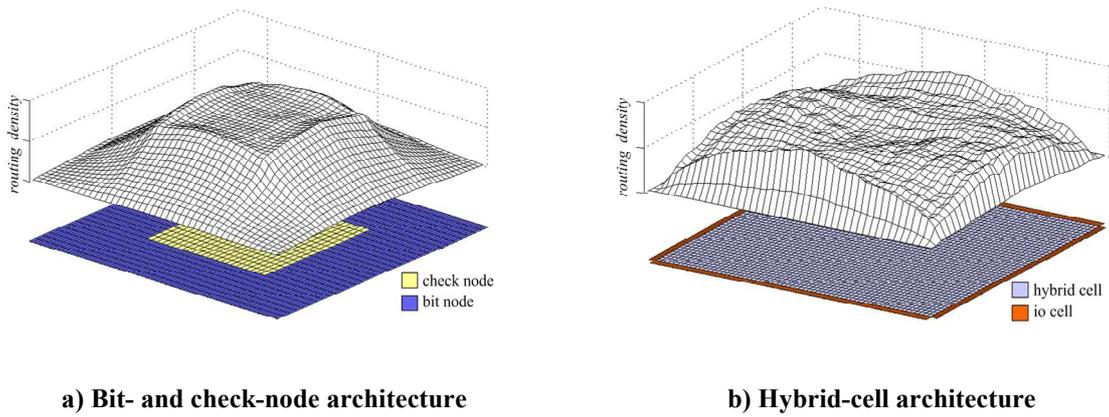 routing density
check node
bit node
a) Bit- and check-node architecture
routing density
hybrid cell
io cell
b) Hybrid-cell architecture